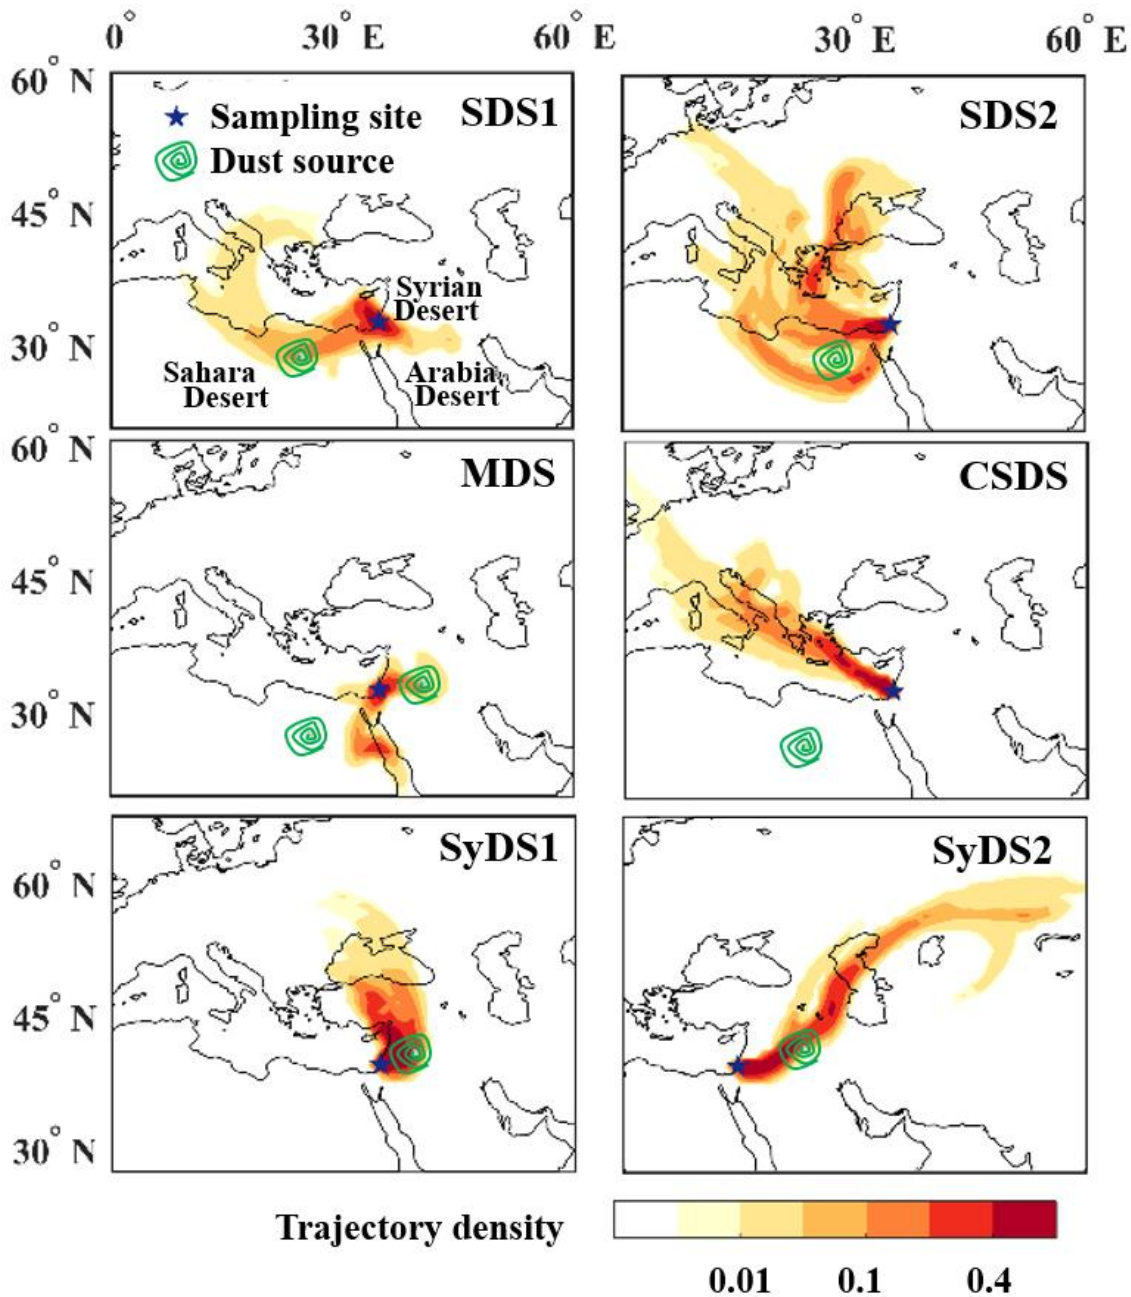 0° 30° E 60° E 30° E 60° E
60° N
SDS1
SDS2
Sampling site
Dust source
45° N
Syrian
Desert
30° N
Sahara
Desert
Arabia
Desert
60° N
MDS
CSDS
45° N
30° N
SyDS1
SyDS2
60° N
45° N
30° N
Trajectory density
0.01 0.1 0.4